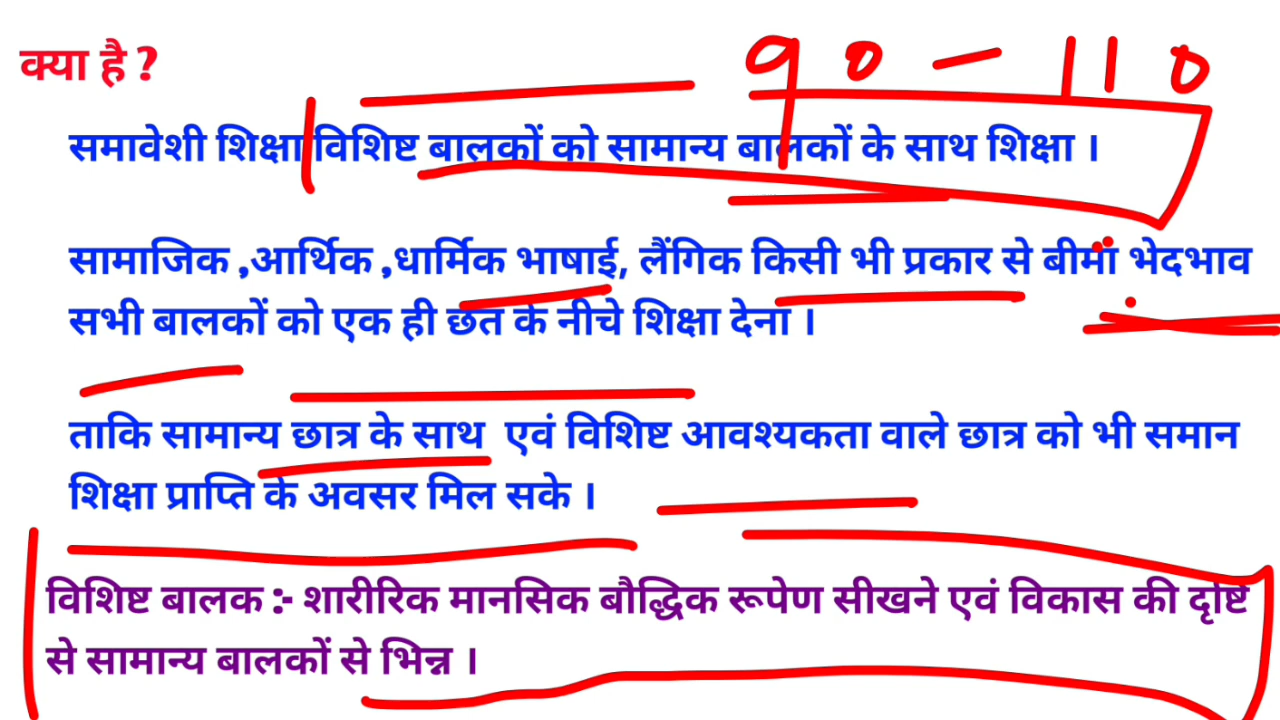 क्या है ?
90 - 110
समावेशी शिक्षा विशिष्ट बालकों को सामान्य बालकों के साथ शिक्षा ।
सामाजिक ,आर्थिक ,धार्मिक भाषाई, लैंगिक किसी भी प्रकार से बीमां भेदभाव
सभी बालकों को एक ही छत के नीचे शिक्षा देना ।
ताकि सामान्य छात्र के साथ एवं विशिष्ट आवश्यकता वाले छात्र को भी समान
शिक्षा प्राप्ति के अवसर मिल सके ।
विशिष्ट बालक :- शारीरिक मानसिक बौद्धिक रूपेण सीखने एवं विकास की दृष्टि
से सामान्य बालकों से भिन्न ।